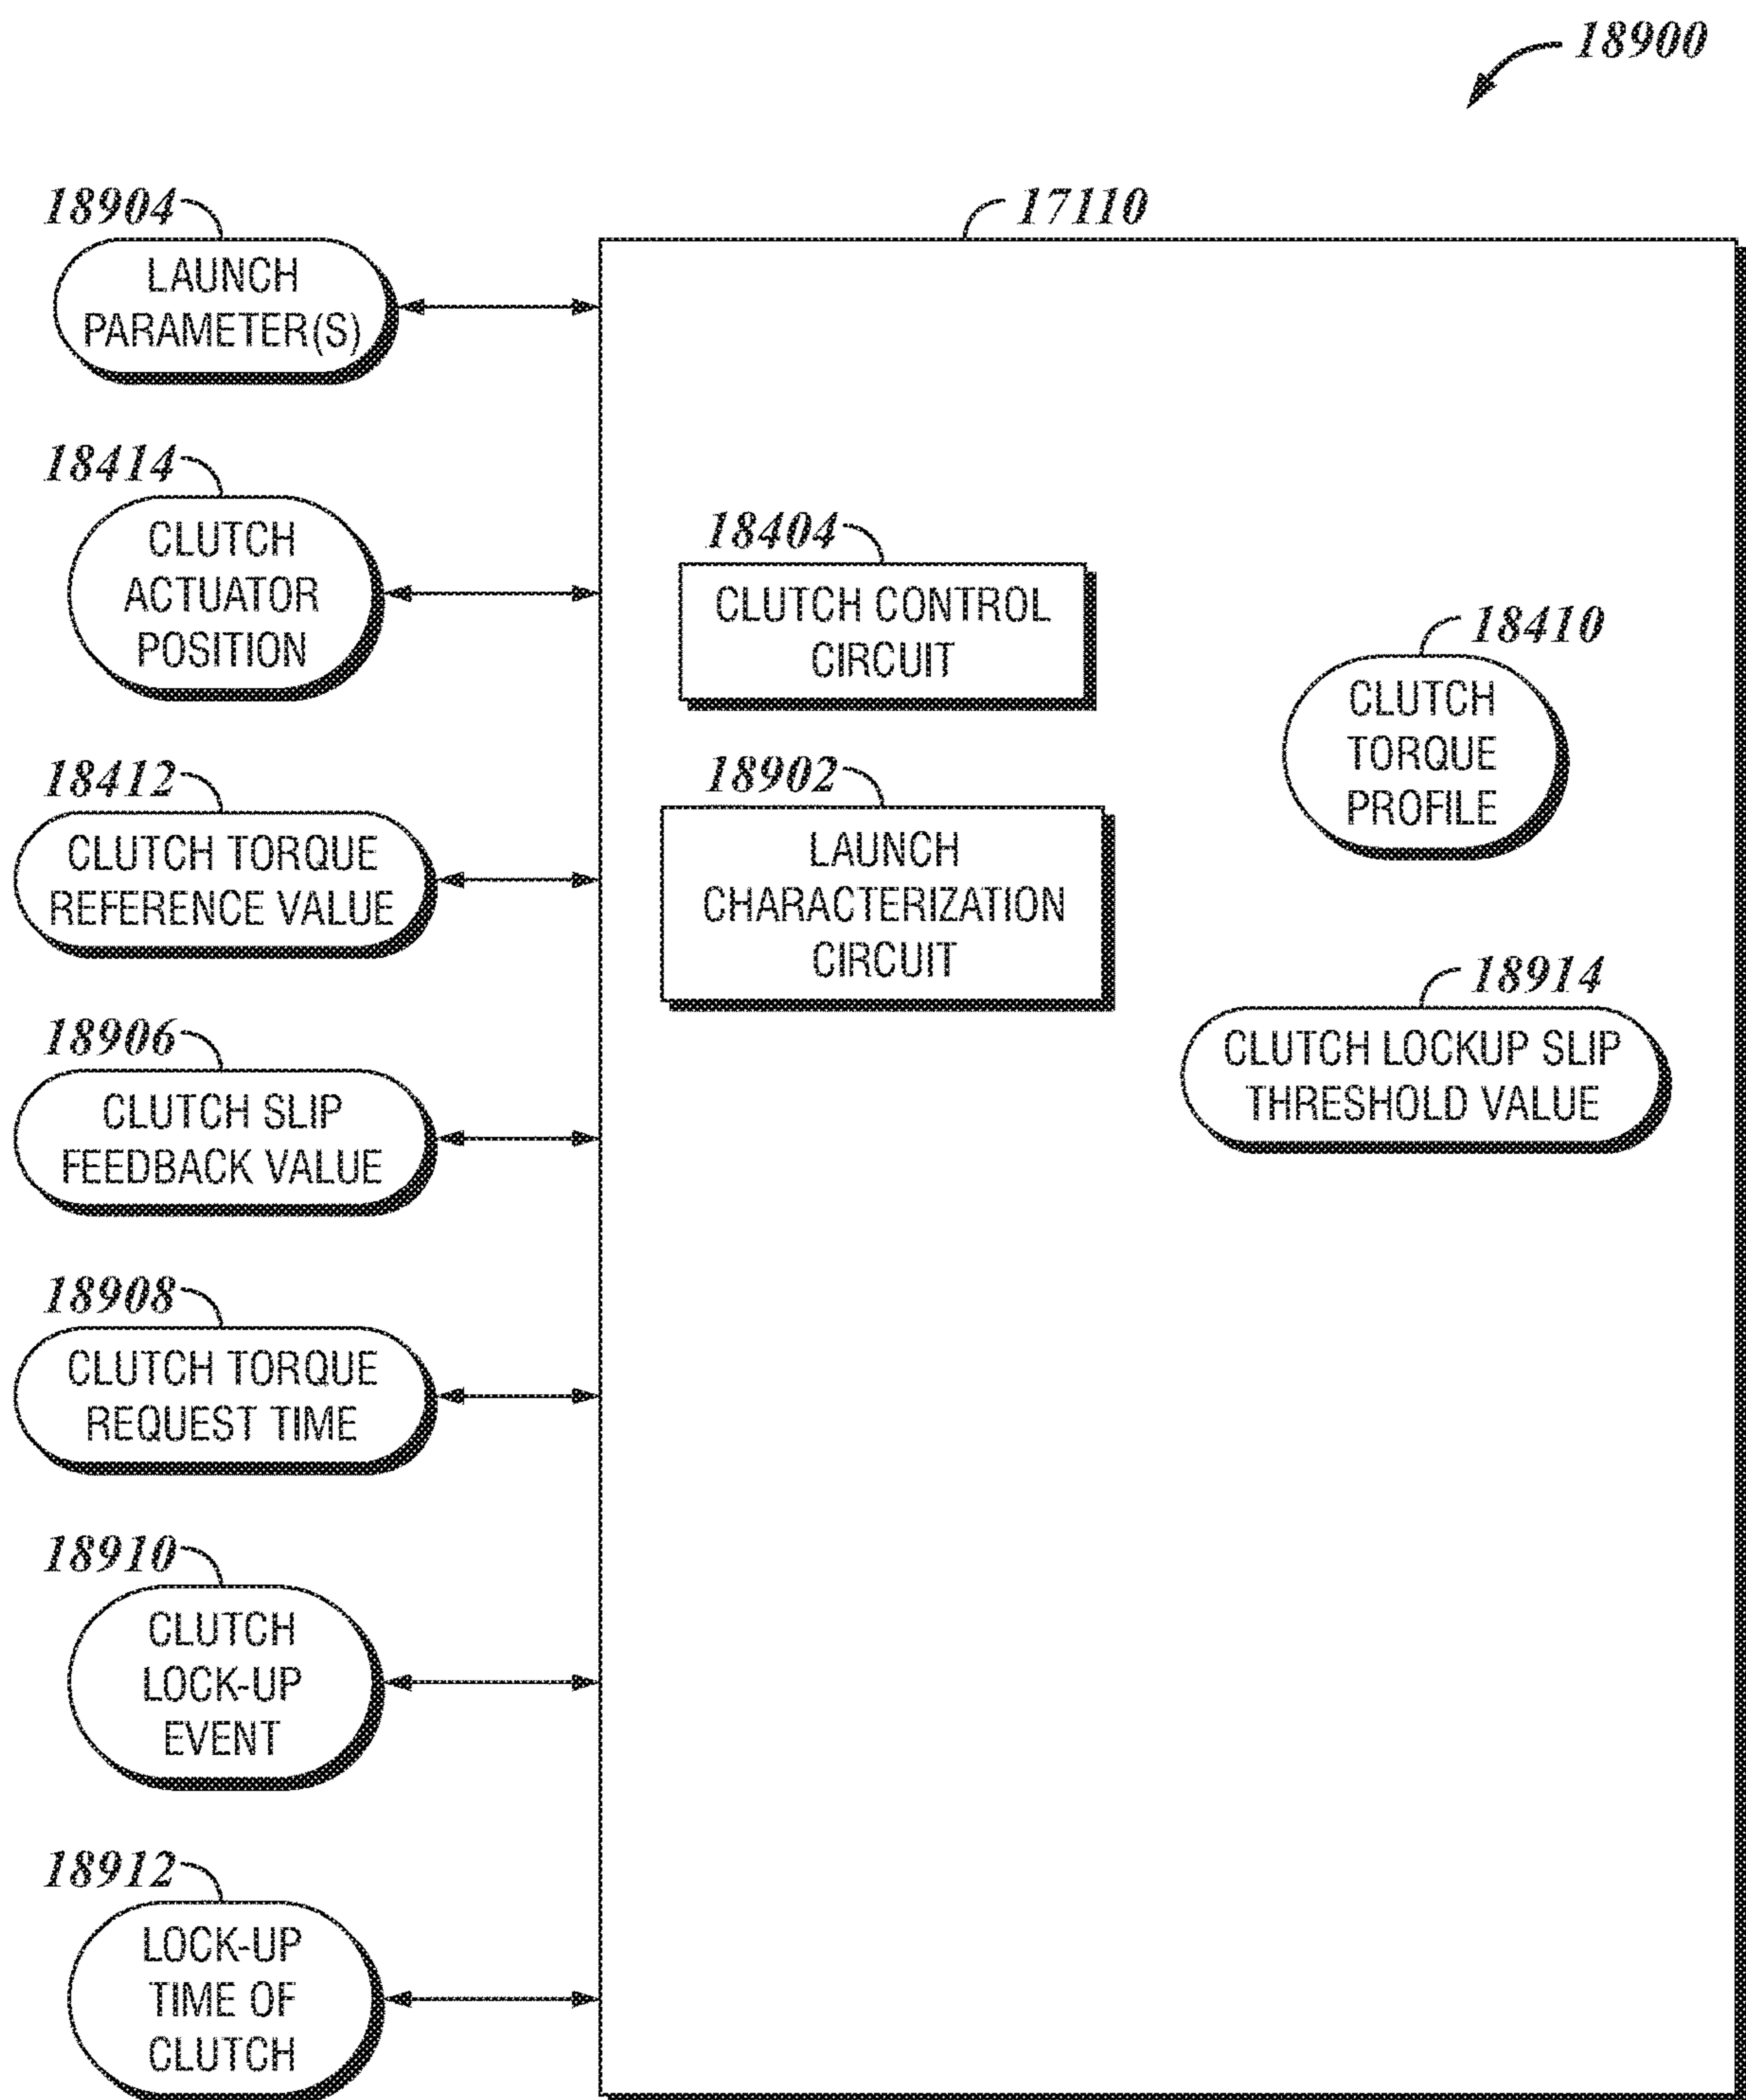 18900
18904
17110
LAUNCH
PARAMETER(S)
18414
CLUTCH
ACTUATOR
POSITION
18404
CLUTCH CONTROL
CIRCUIT
18410
CLUTCH
TORQUE
PROFILE
18412
CLUTCH TORQUE
REFERENCE VALUE
18902
LAUNCH
CHARACTERIZATION
CIRCUIT
18914
CLUTCH LOCKUP SLIP
THRESHOLD VALUE
18906
CLUTCH SLIP
FEEDBACK VALUE
18908
CLUTCH TORQUE
REQUEST TIME
18910
CLUTCH
LOCK-UP
EVENT
18912
LOCK-UP
TIME OF
CLUTCH